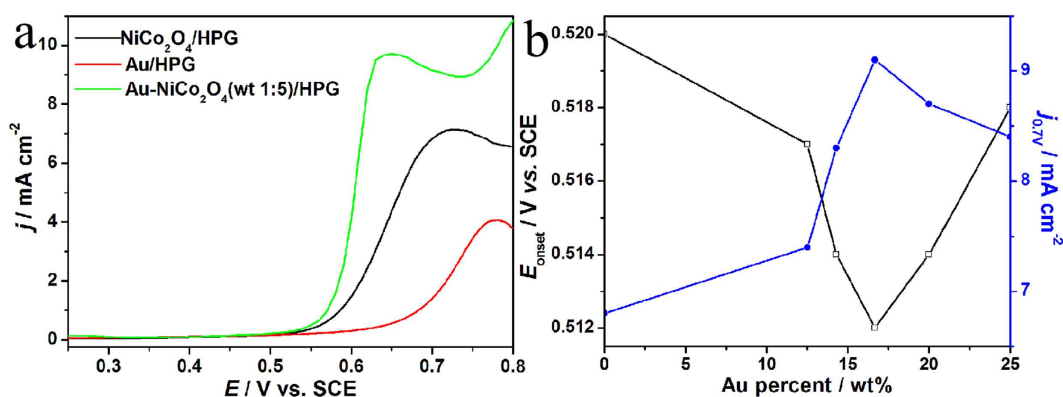 a
NiCo₂O₄/HPG
Au/HPG
Au-NiCo₂O₄(wt 1:5)/HPG
j / mA cm⁻²
10
8
6
4
2
0
0.3
0.4
0.5
0.6
0.7
0.8
E / V vs. SCE
b
E_onset / V vs. SCE
0.520
0.518
0.516
0.514
0.512
0
5
10
15
20
25
Au percent / wt%
9
8
7
6
j_0.7V / mA cm⁻²